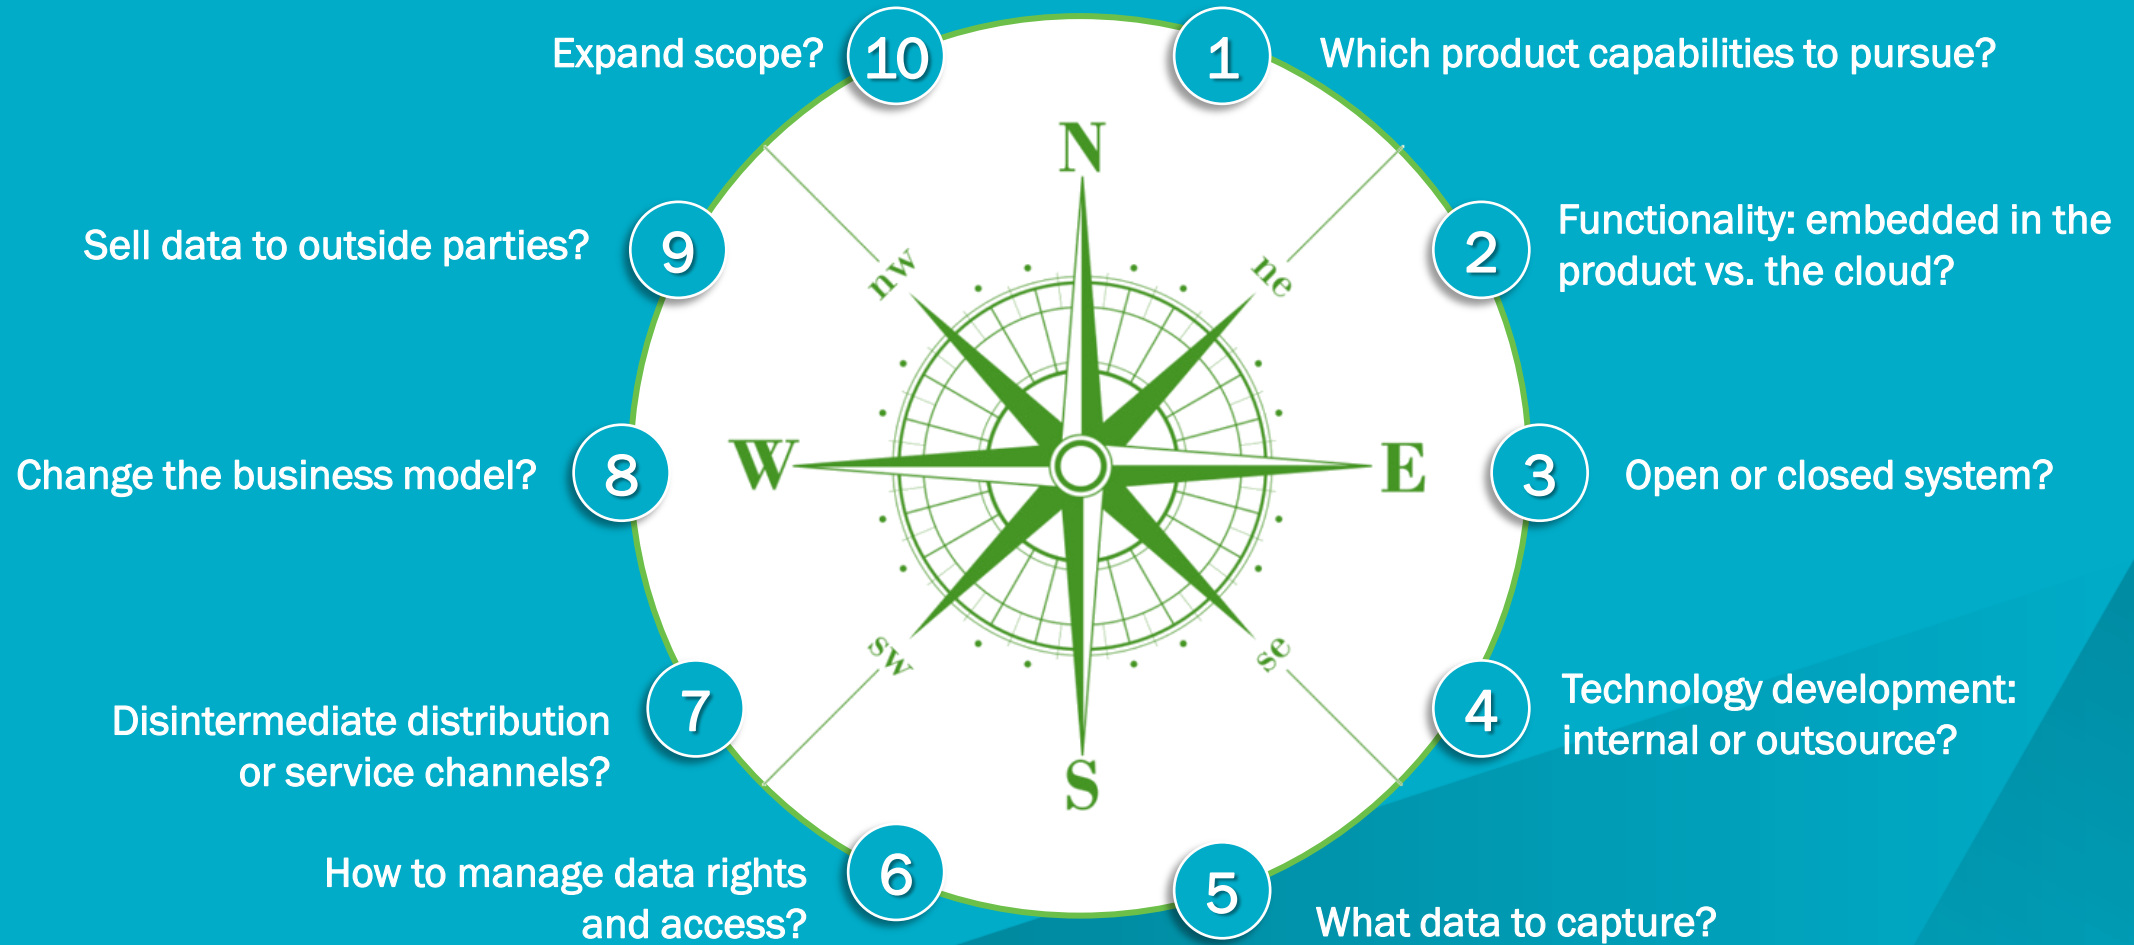 10
Expand scope?
1
Which product capabilities to pursue?
9
Sell data to outside parties?
2
Functionality: embedded in the
product vs. the cloud?
8
Change the business model?
3
Open or closed system?
7
Disintermediate distribution
or service channels?
4
Technology development:
internal or outsource?
6
How to manage data rights
and access?
5
What data to capture?
N
nw
ne
W
E
sw
se
S